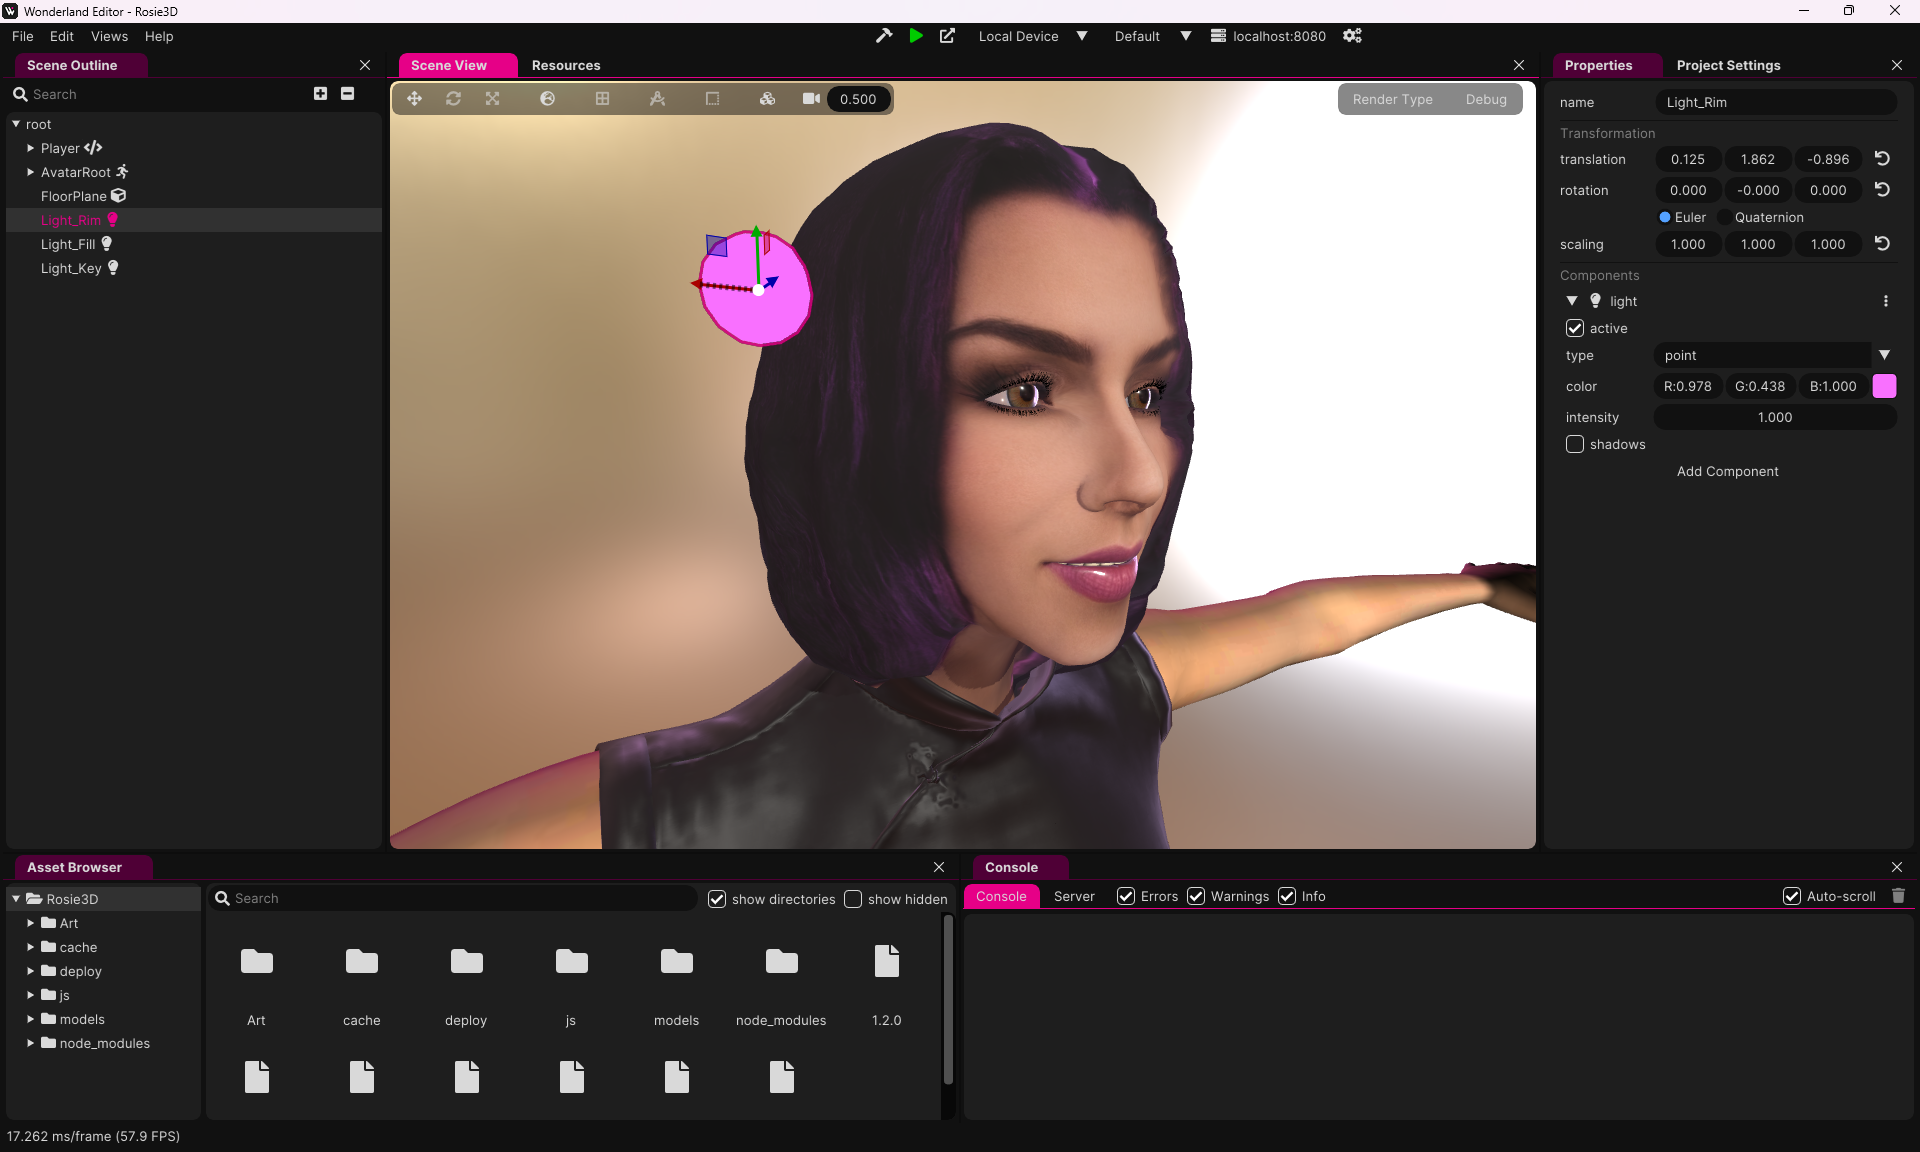 Wonderland Editor - Rosie3D
File Edit Views Help
Local Device Default localhost:8080
Scene Outline
Search
root
Player
AvatarRoot
FloorPlane
Light_Rim
Light_Fill
Light_Key
Scene View Resources
0.500
Render Type Debug
Properties Project Settings
name Light_Rim
Transformation
translation 0.125 1.862 -0.896
rotation 0.000 -0.000 0.000
Euler Quaternion
scaling 1.000 1.000 1.000
Components
light
active
type point
color R:0.978 G:0.438 B:1.000
intensity 1.000
shadows
Add Component
Asset Browser
Rosie3D
Art
cache
deploy
js
models
node_modules
Search show directories show hidden
Art cache deploy js models node_modules 1.2.0
Console
Console Server Errors Warnings Info Auto-scroll
17.262 ms/frame (57.9 FPS)